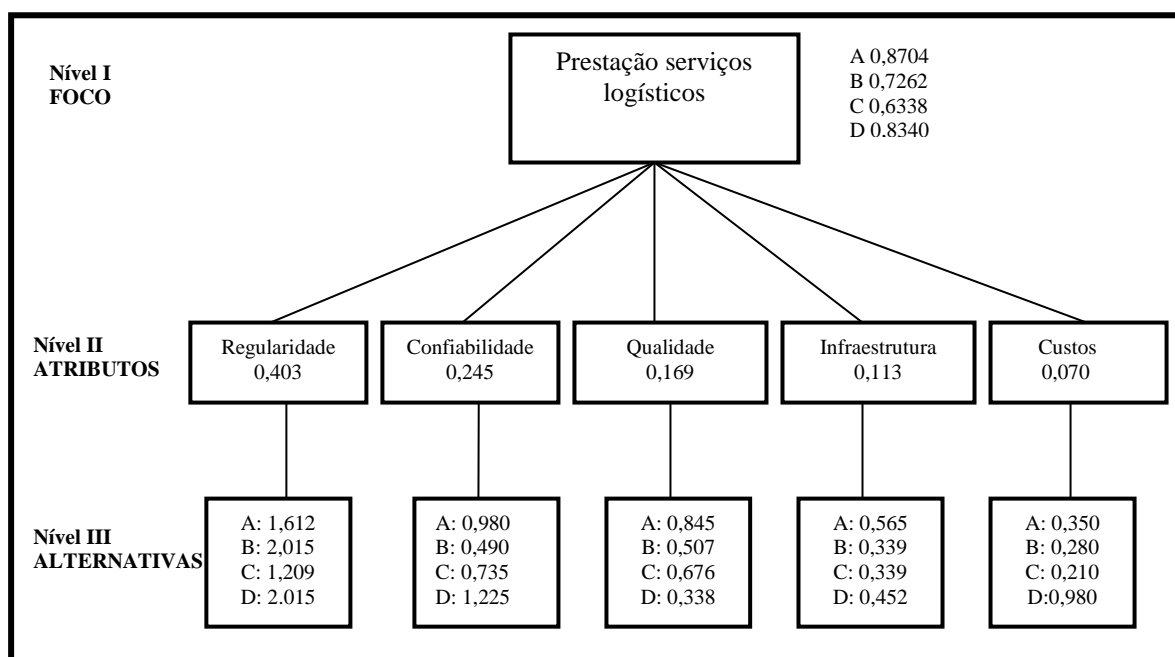 Nível I
FOCO
Prestação serviços
logísticos
A 0,8704
B 0,7262
C 0,6338
D 0.8340
Nível II
ATRIBUTOS
Regularidade
0,403
Confiabilidade
0,245
Qualidade
0,169
Infraestrutura
0,113
Custos
0,070
Nível III
ALTERNATIVAS
A: 1,612
B: 2,015
C: 1,209
D: 2.015
A: 0,980
B: 0,490
C: 0,735
D: 1,225
A: 0,845
B: 0,507
C: 0,676
D: 0,338
A: 0,565
B: 0,339
C: 0,339
D: 0,452
A: 0,350
B: 0,280
C: 0,210
D:0,980